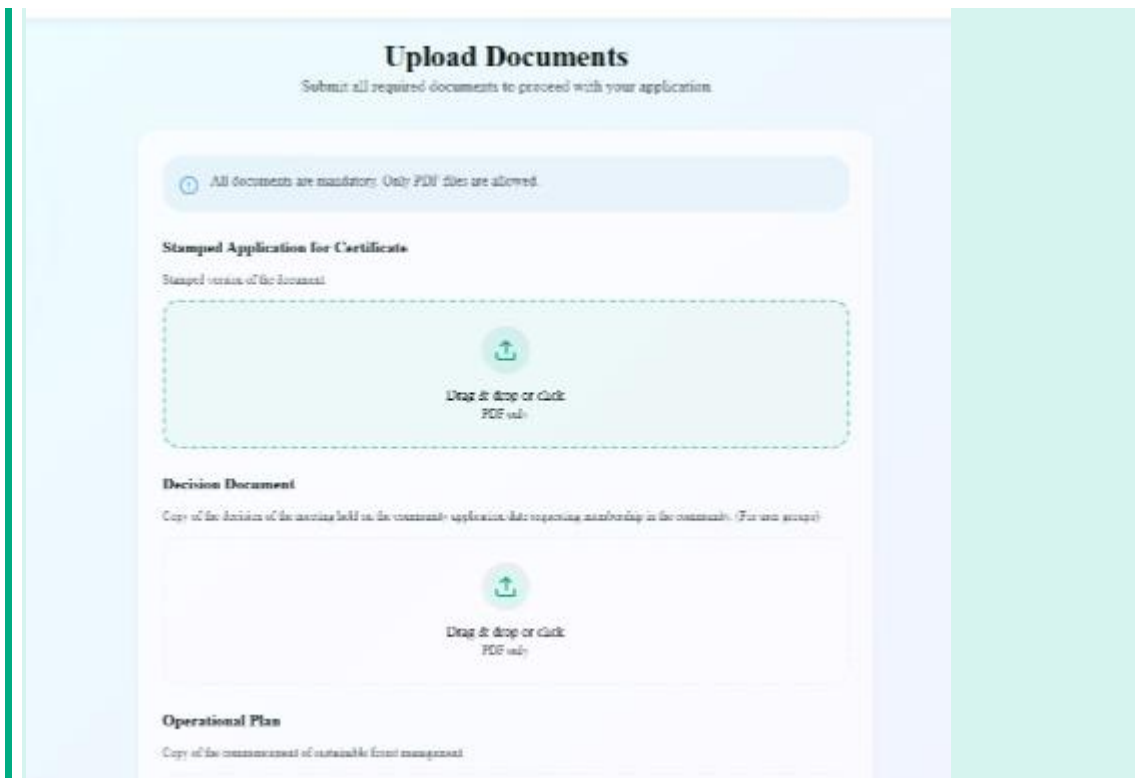 Upload Documents
Submit all required documents to proceed with your application.
All documents are mandatory. Only PDF files are allowed.
Stamped Application for Certificate
Stamped version of the document
Drag & drop or click
PDF only
Decision Document
Copy of the decision of the meeting held on the community application date requesting membership in the community. (For user groups)
Drag & drop or click
PDF only
Operational Plan
Copy of the commencement of sustainable forest management